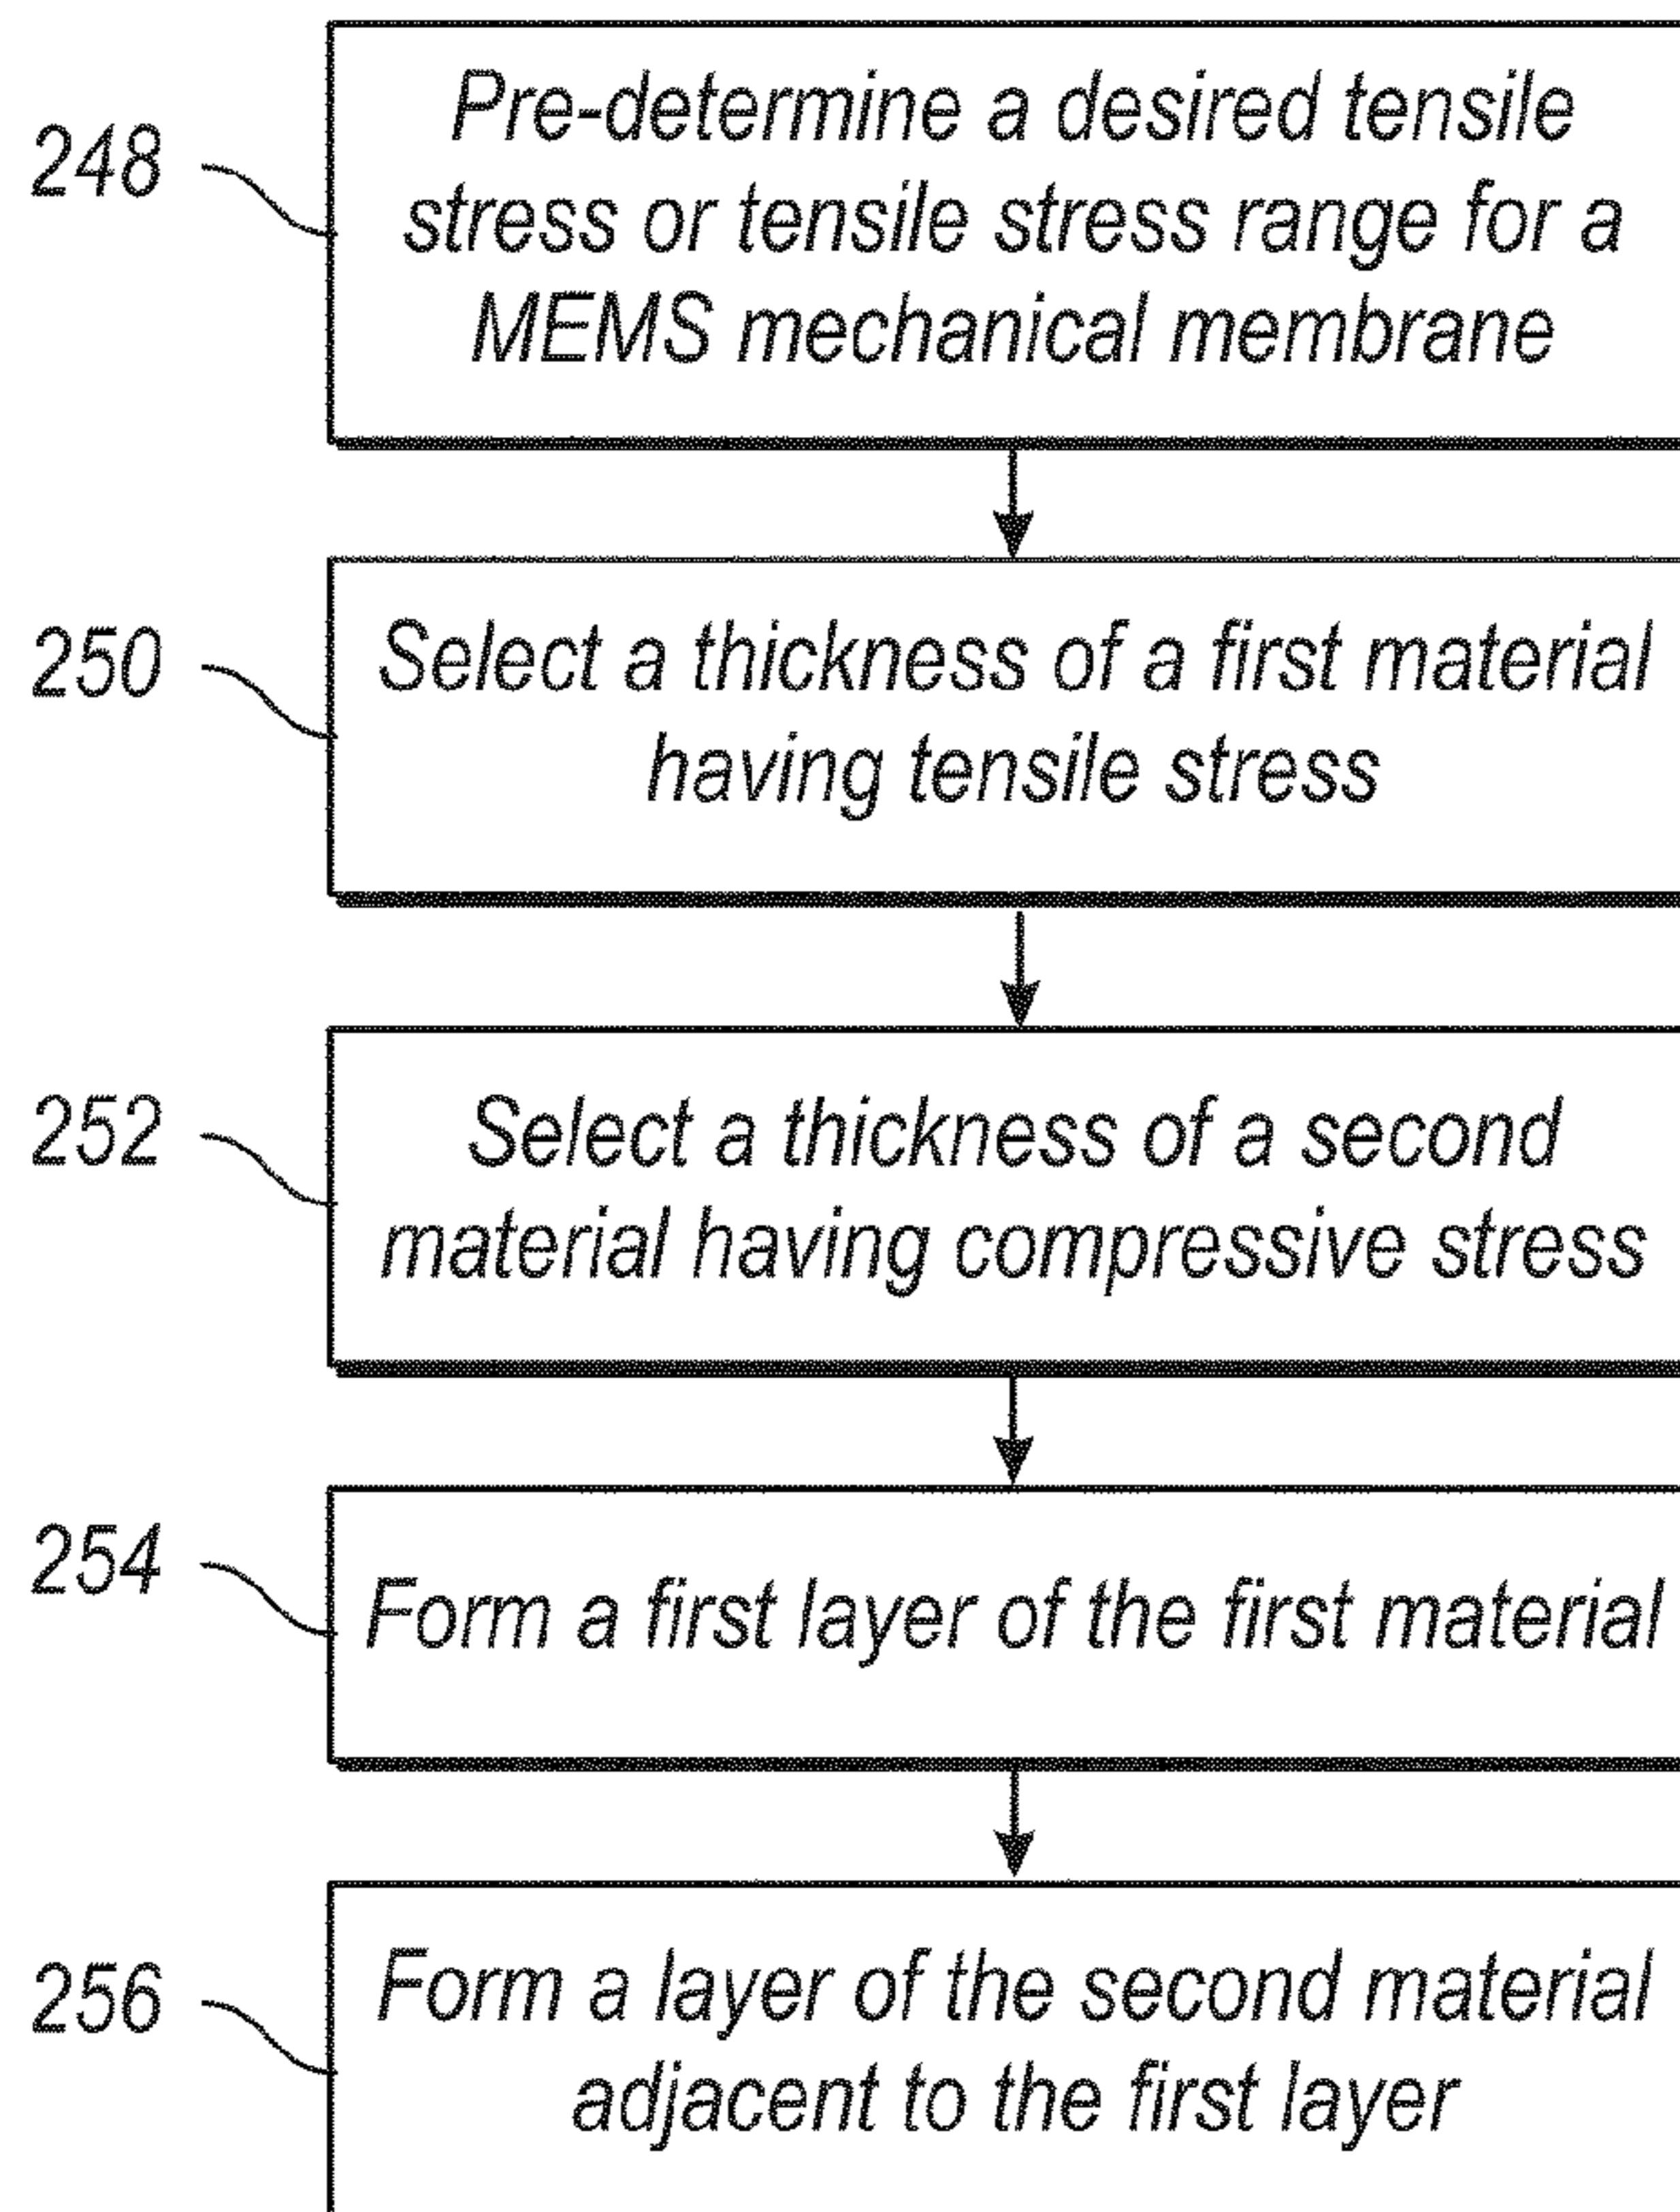 248
Pre-determine a desired tensile
stress or tensile stress range for a
MEMS mechanical membrane
250
Select a thickness of a first material
having tensile stress
252
Select a thickness of a second
material having compressive stress
254
Form a first layer of the first material
256
Form a layer of the second material
adjacent to the first layer